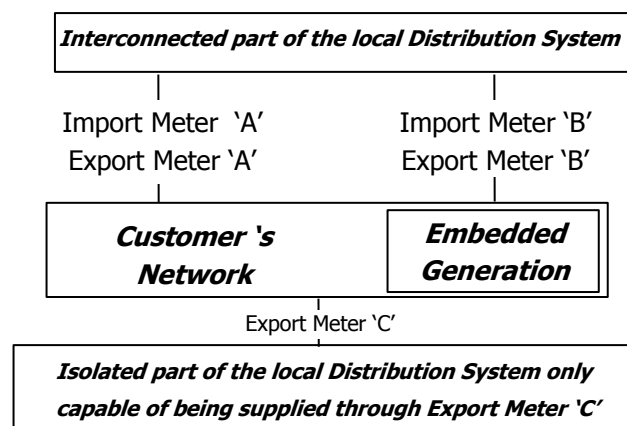 Interconnected part of the local Distribution System
Import Meter ‘A’
Export Meter ‘A’
Import Meter ‘B’
Export Meter ‘B’
Customer ‘s
Network
Embedded
Generation
Export Meter ‘C’
Isolated part of the local Distribution System only
capable of being supplied through Export Meter ‘C’